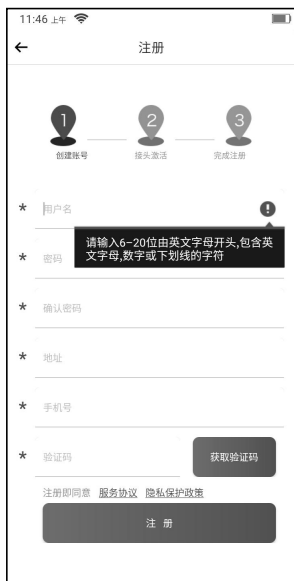 11:46 上午
注册
1 2 3
创建账号 接头激活 完成注册
* 用户名
请输入6-20位由英文字母开头,包含英
文字母,数字或下划线的字符
* 密码
* 确认密码
* 地址
* 手机号
* 验证码 获取验证码
注册即同意 服务协议 隐私保护政策
注 册